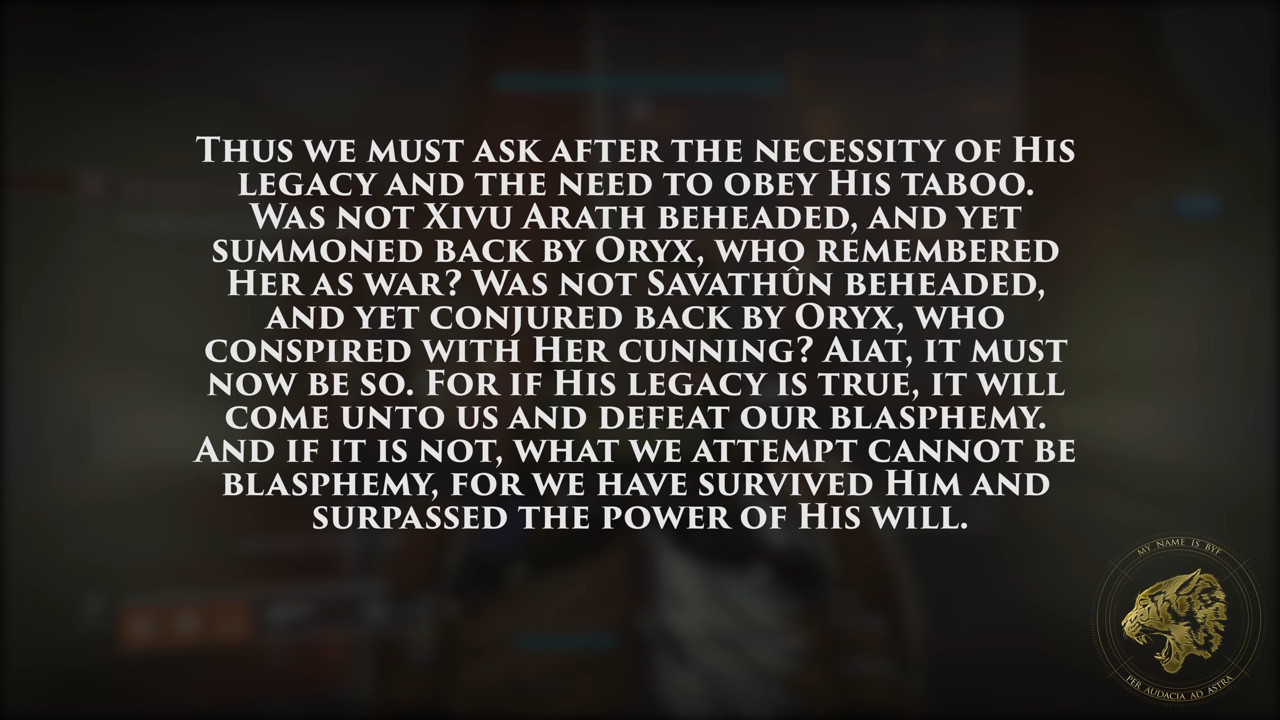 Thus we must ask after the necessity of His
legacy and the need to obey His taboo.
Was not Xivu Arath beheaded, and yet
summoned back by Oryx, who remembered
Her as war? Was not Savathûn beheaded,
and yet conjured back by Oryx, who
conspired with Her cunning? Aiat, it must
now be so. For if His legacy is true, it will
come unto us and defeat our blasphemy.
And if it is not, what we attempt cannot be
blasphemy, for we have survived Him and
surpassed the power of His will.
MY NAME IS BYF
PER AUDACIA AD ASTRA